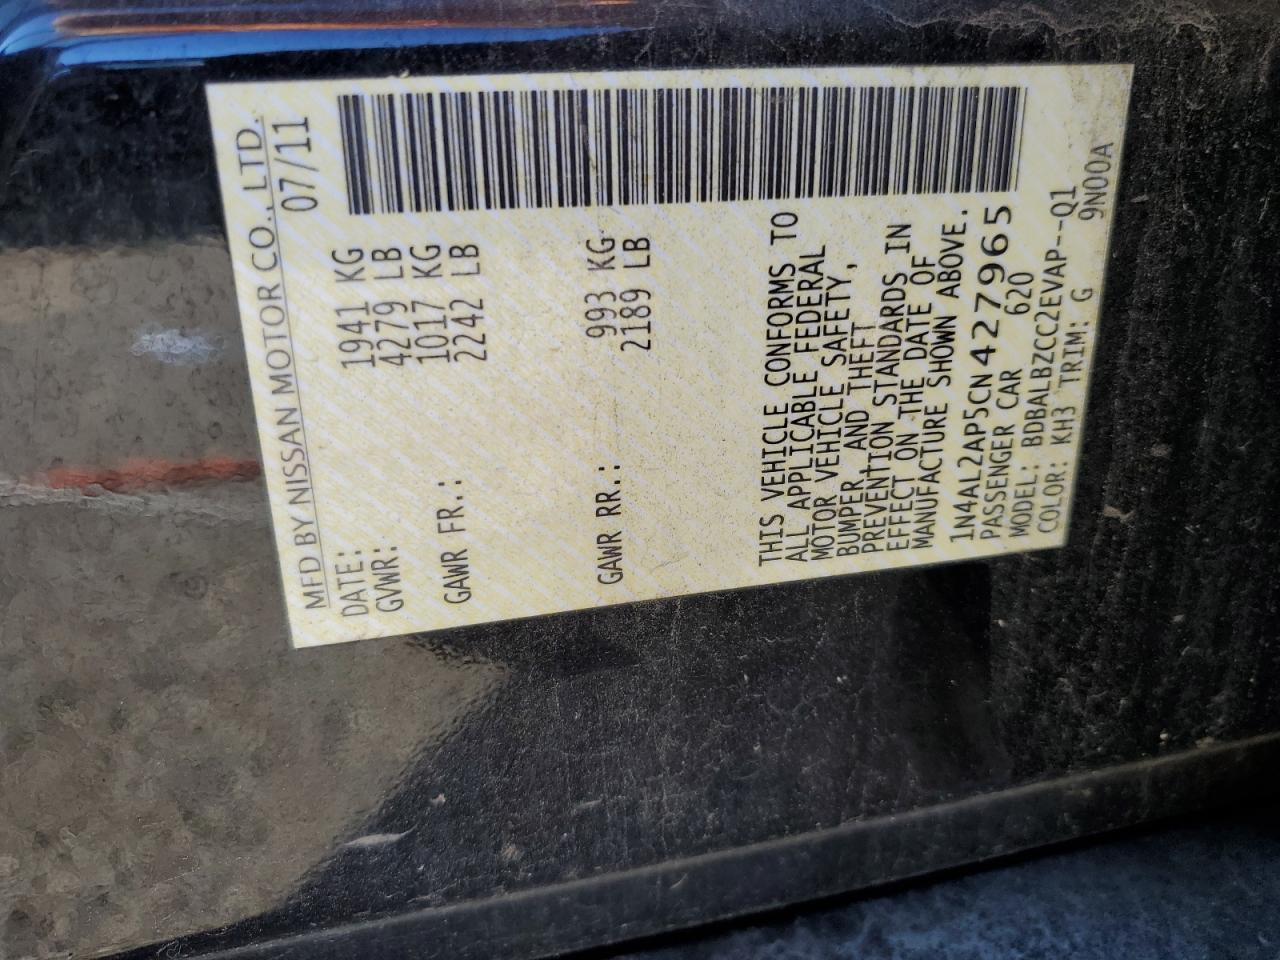 MFD BY NISSAN MOTOR CO., LTD.
DATE: 07/11
GVWR: 1941 KG
4279 LB
GAWR FR.: 1017 KG
2242 LB
GAWR RR.: 993 KG
2189 LB
THIS VEHICLE CONFORMS TO
ALL APPLICABLE FEDERAL
MOTOR VEHICLE SAFETY,
BUMPER AND THEFT
PREVENTION STANDARDS IN
EFFECT ON THE DATE OF
MANUFACTURE SHOWN ABOVE.
1N4AL2AP5CN427965
PASSENGER CAR 620
MODEL: BDBALBZCC2EVAP--Q1
COLOR: KH3 TRIM: G 9N00A